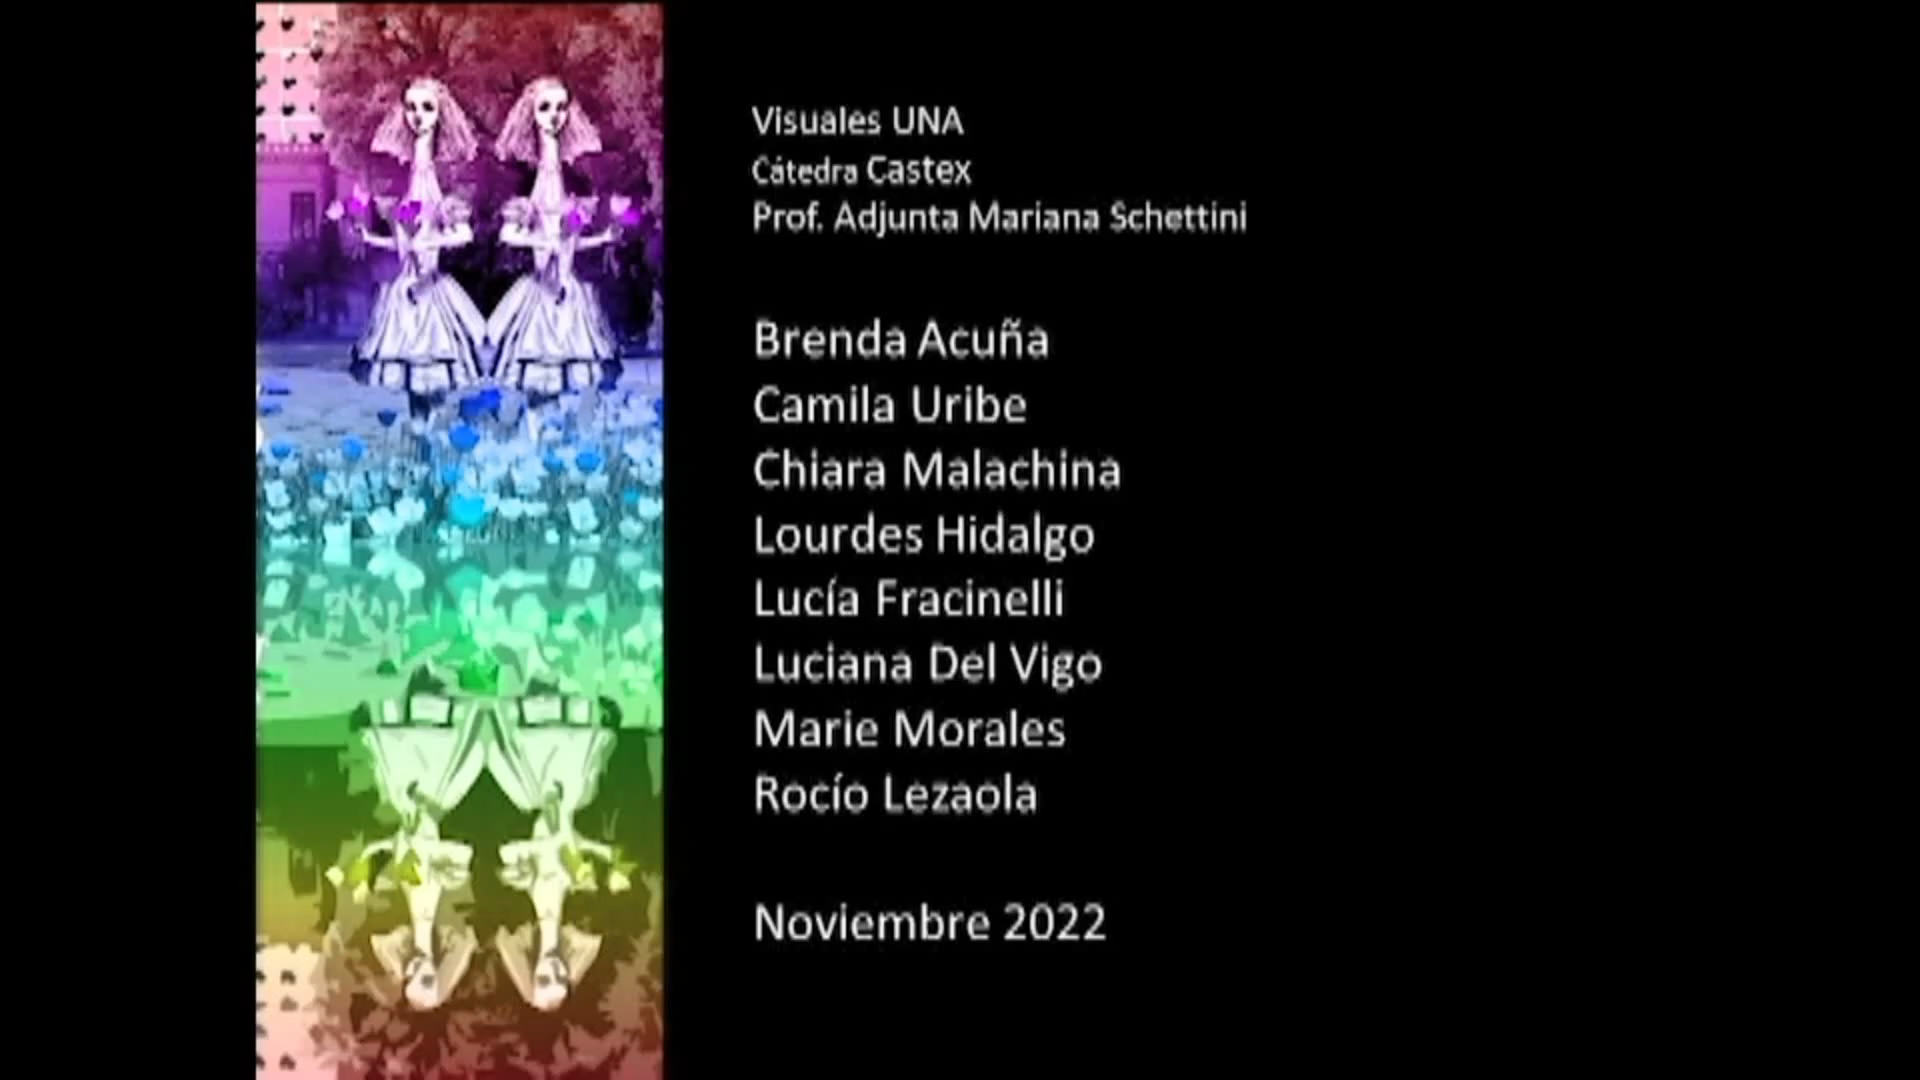 Visuales UNA
Cátedra Castex
Prof. Adjunta Mariana Schettini
Brenda Acuña
Camila Uribe
Chiara Malachina
Lourdes Hidalgo
Lucía Fracinelli
Luciana Del Vigo
Marie Morales
Rocío Lezaola
Noviembre 2022